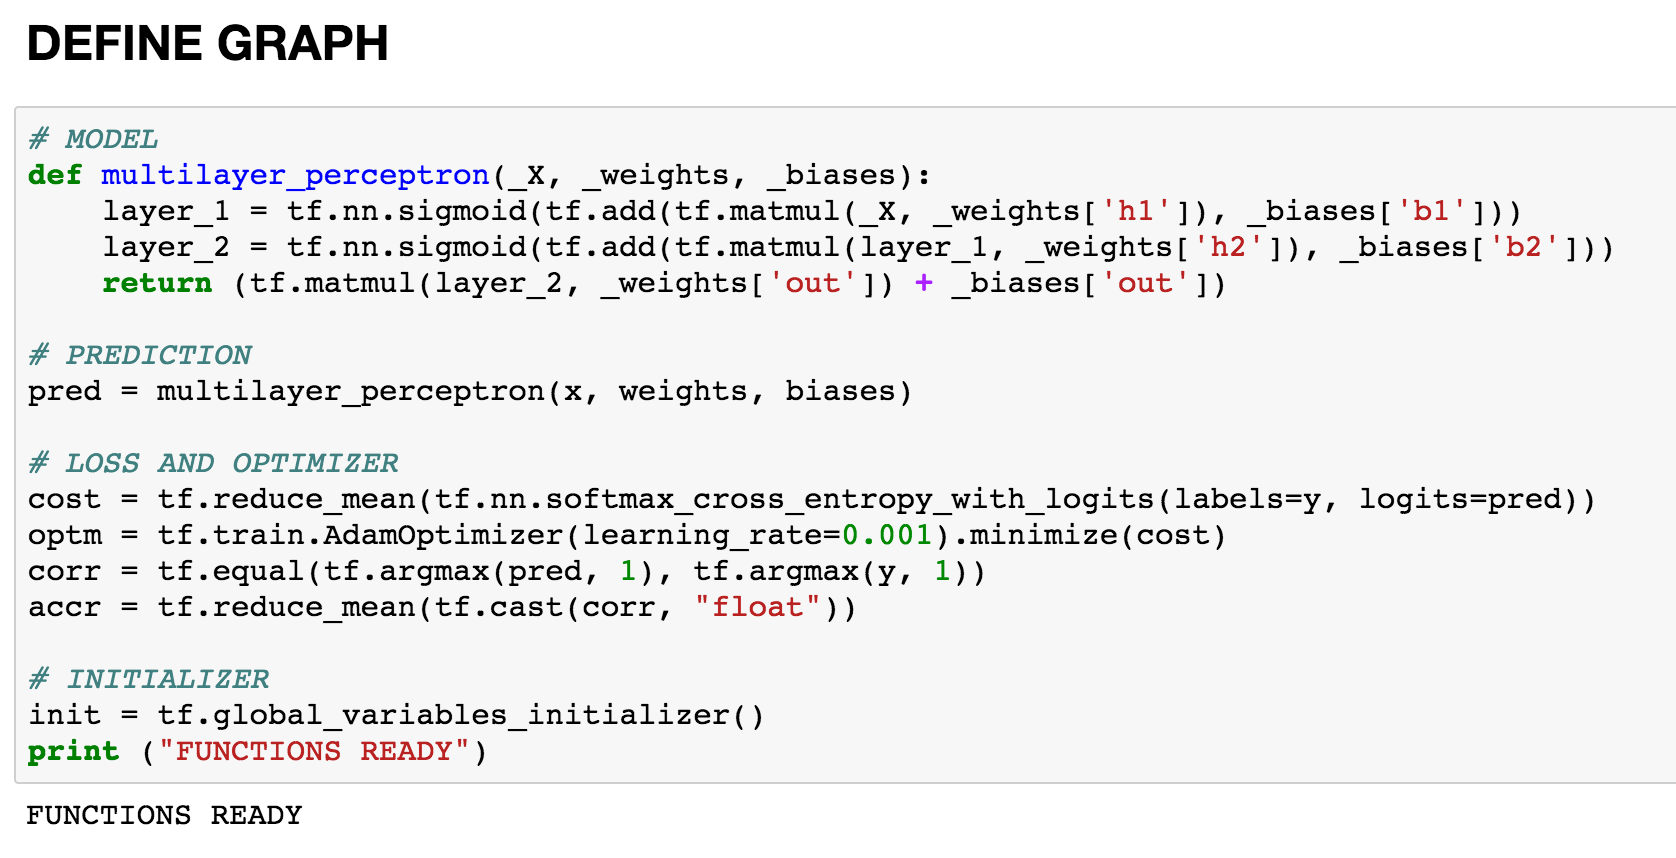 DEFINE GRAPH
# MODEL
def multilayer_perceptron(_X, _weights, _biases):
    layer_1 = tf.nn.sigmoid(tf.add(tf.matmul(_X, _weights['h1']), _biases['b1']))
    layer_2 = tf.nn.sigmoid(tf.add(tf.matmul(layer_1, _weights['h2']), _biases['b2']))
    return (tf.matmul(layer_2, _weights['out']) + _biases['out'])
# PREDICTION
pred = multilayer_perceptron(x, weights, biases)
# LOSS AND OPTIMIZER
cost = tf.reduce_mean(tf.nn.softmax_cross_entropy_with_logits(labels=y, logits=pred))
optm = tf.train.AdamOptimizer(learning_rate=0.001).minimize(cost)
corr = tf.equal(tf.argmax(pred, 1), tf.argmax(y, 1))
accr = tf.reduce_mean(tf.cast(corr, "float"))
# INITIALIZER
init = tf.global_variables_initializer()
print ("FUNCTIONS READY")
FUNCTIONS READY